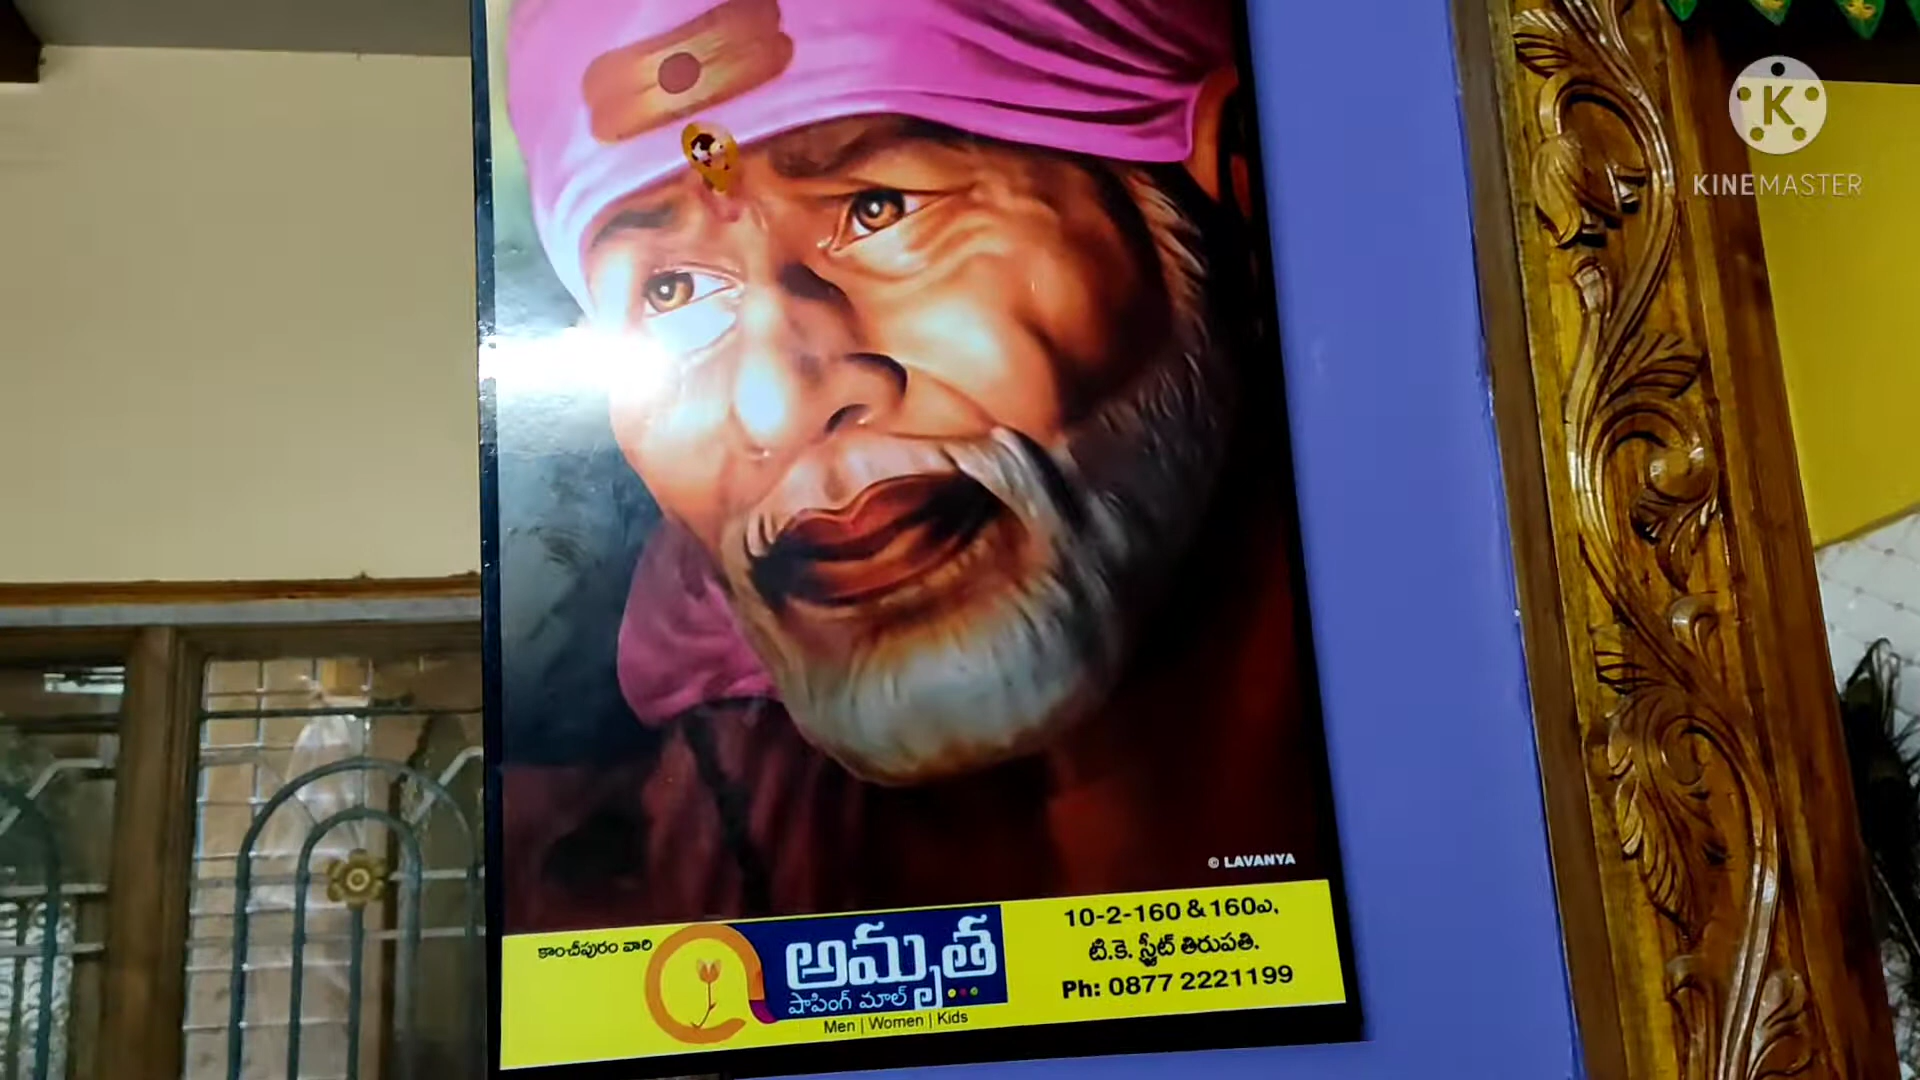 KINEMASTER
© LAVANYA
కాంచీపురం వారి
అమృత
షాపింగ్ మాల్
Men | Women | Kids
10-2-160 & 160ఎ,
టి.కె. స్ట్రీట్ తిరుపతి.
Ph: 0877 2221199